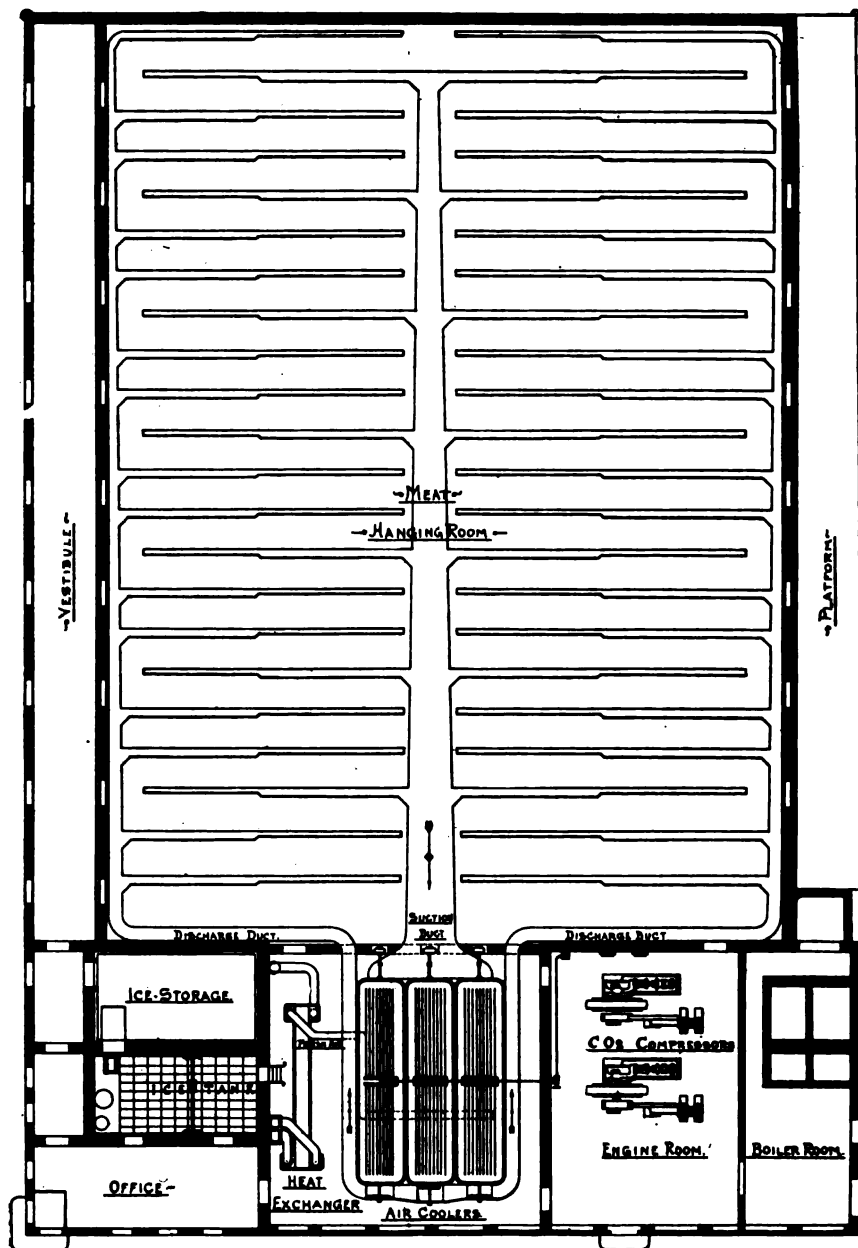 MEAT
HANGING ROOM
VESTIBULE
PLATFORM
DISCHARGE DUCT.
SUCTION
DUCT
DISCHARGE DUCT
ICE-STORAGE
ICE TANK
CO2 COMPRESSORS
ENGINE ROOM.
BOILER ROOM.
OFFICE
HEAT
EXCHANGER
AIR COOLERS